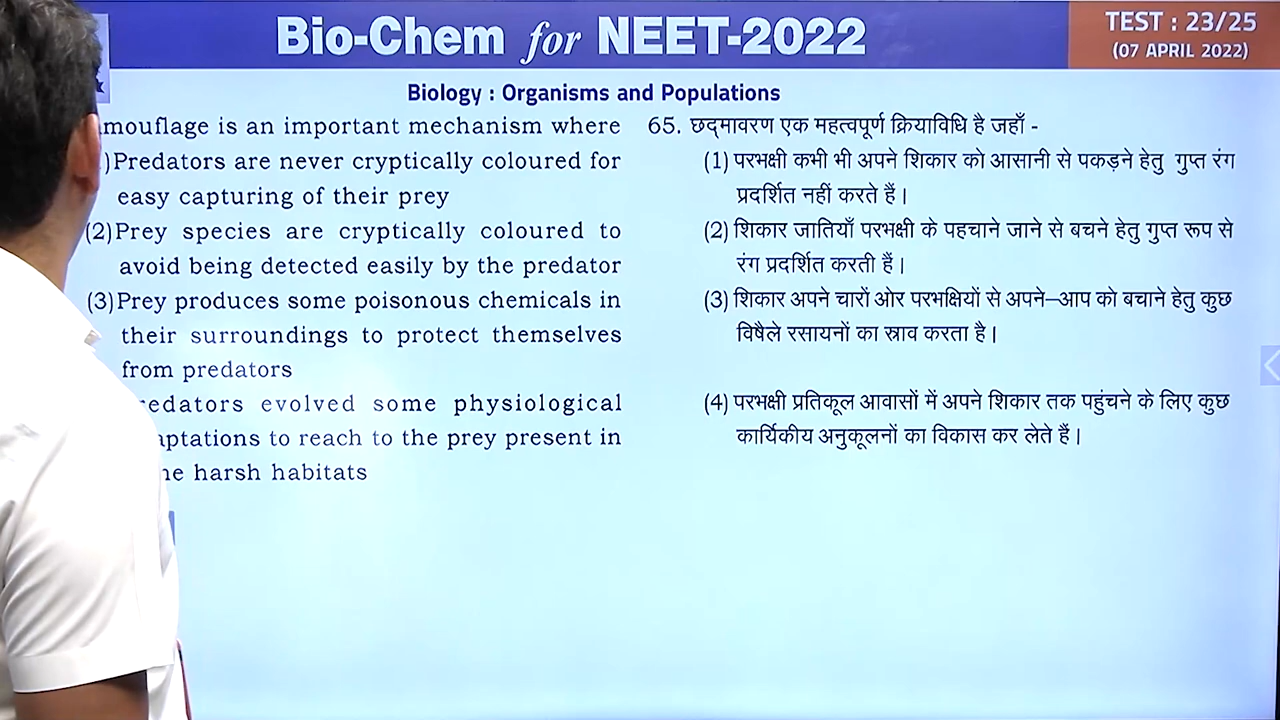 Bio-Chem for NEET-2022
TEST : 23/25
(07 APRIL 2022)
Biology : Organisms and Populations
is an important mechanism where
Predators are never cryptically coloured for
easy capturing of their prey
(2) Prey species are cryptically coloured to
avoid being detected easily by the predator
(3) Prey produces some poisonous chemicals in
their surroundings to protect themselves
from predators
evolved some physiological
to reach to the prey present in
harsh habitats
65. छद्मावरण एक महत्वपूर्ण क्रियाविधि है जहाँ -
(1) परभक्षी कभी भी अपने शिकार को आसानी से पकड़ने हेतु गुप्त रंग
प्रदर्शित नहीं करते हैं।
(2) शिकार जातियाँ परभक्षी के पहचाने जाने से बचने हेतु गुप्त रूप से
रंग प्रदर्शित करती हैं।
(3) शिकार अपने चारों ओर परभक्षियों से अपने–आप को बचाने हेतु कुछ
विषैले रसायनों का स्राव करता है।
(4) परभक्षी प्रतिकूल आवासों में अपने शिकार तक पहुंचने के लिए कुछ
कार्यिकीय अनुकूलनों का विकास कर लेते हैं।